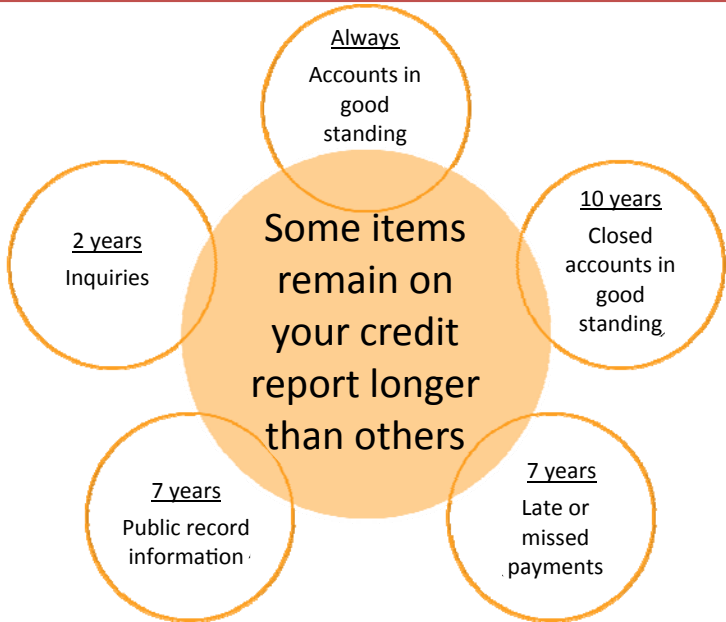 Always
Accounts in
good
standing
10 years
Closed
accounts in
good
standing
2 years
Inquiries
Some items
remain on
your credit
report longer
than others
7 years
Late or
missed
payments
7 years
Public record
information